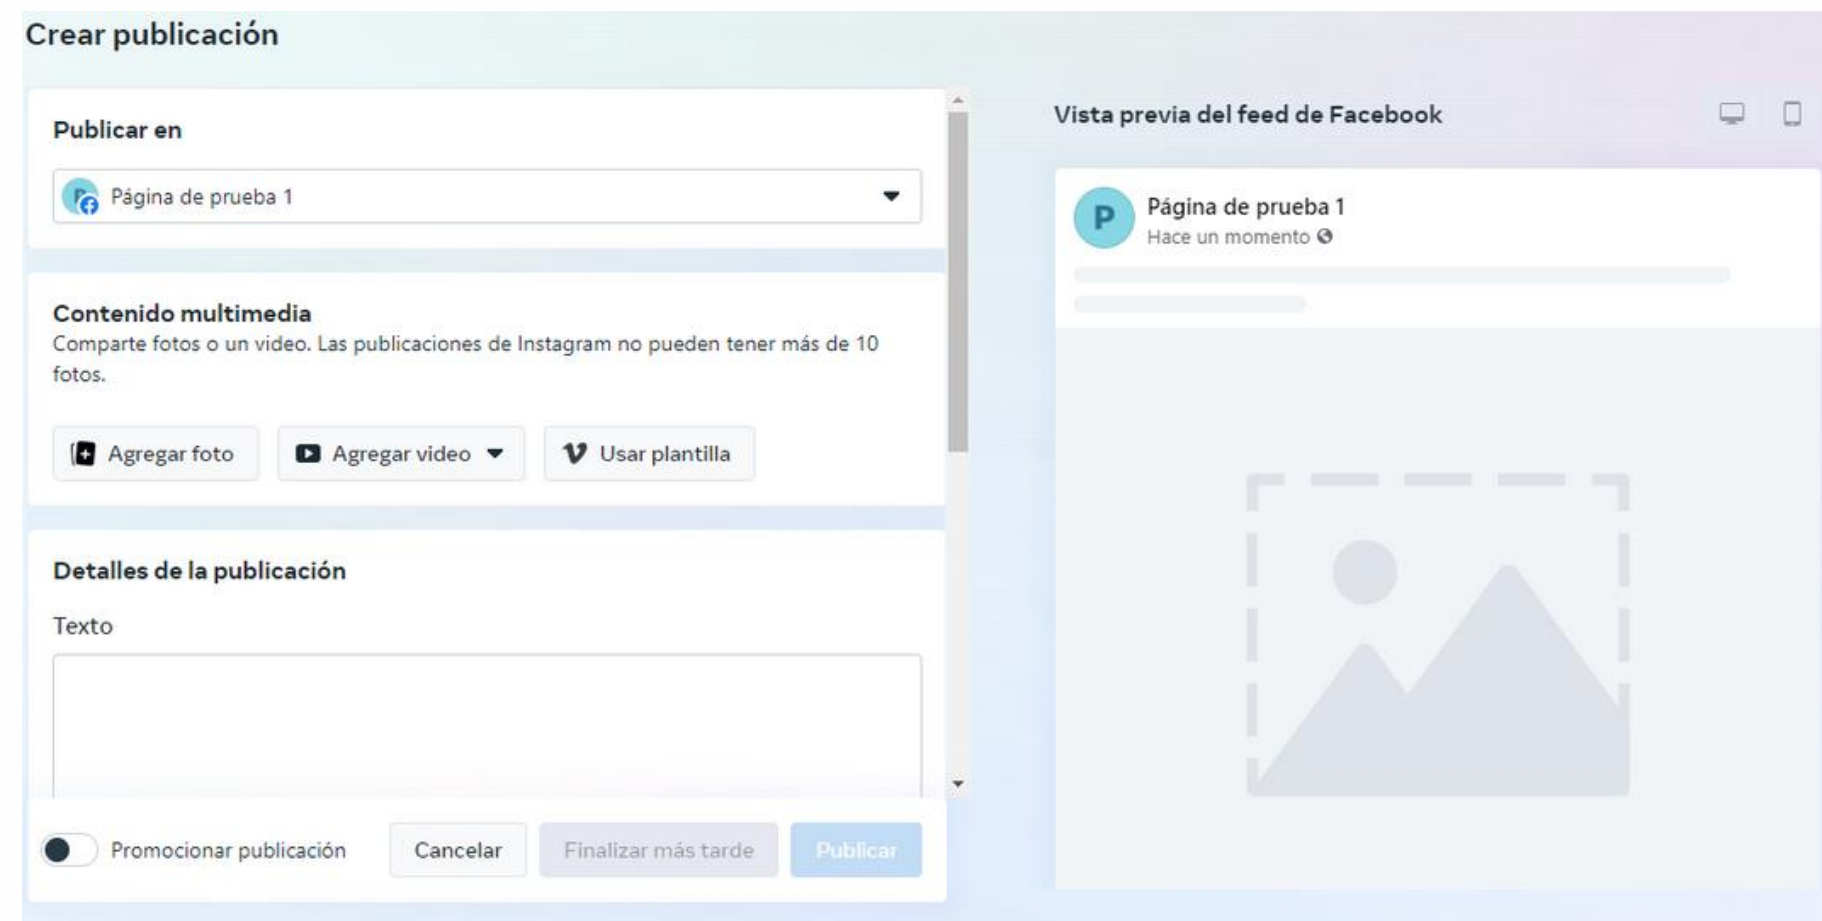 Crear publicación
Publicar en
Página de prueba 1
Contenido multimedia
Comparte fotos o un video. Las publicaciones de Instagram no pueden tener más de 10
fotos.
Agregar foto
Agregar video
Usar plantilla
Detalles de la publicación
Texto
Promocionar publicación
Cancelar
Finalizar más tarde
Publicar
Vista previa del feed de Facebook
P
Página de prueba 1
Hace un momento